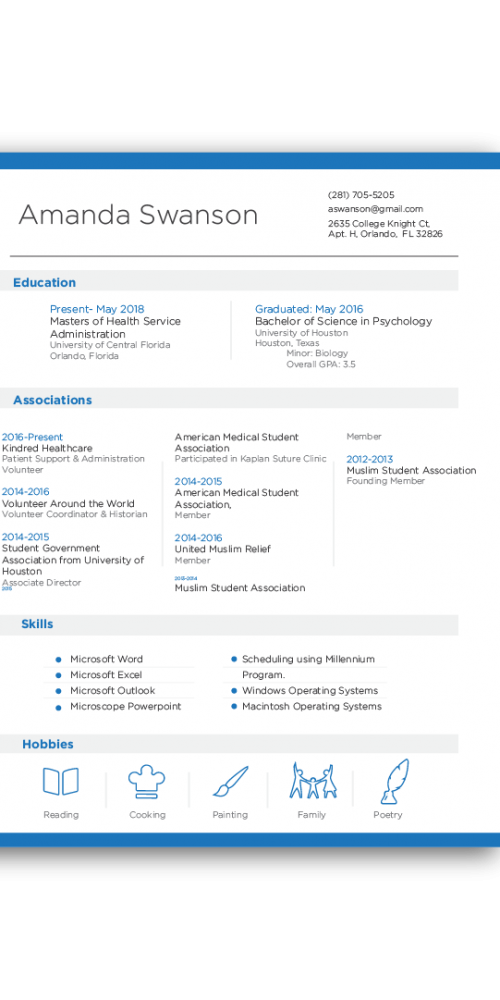 (281) 705-5205
Amanda Swanson
aswanson@gmail.com
2635 College Knight Ct,
Apt. H, Orlando, FL 32826
Education
Present- May 2018
Masters of Health Service
Administration
University of Central Florida
Orlando, Florida
Graduated: May 2016
Bachelor of Science in Psychology
University of Houston
Houston, Texas
Minor: Biology
Overall GPA: 3.5
Associations
2016-Present
Kindred Healthcare
Patient Support & Administration
Volunteer
2014-2016
Volunteer Around the World
Volunteer Coordinator & Historian
2014-2015
Student Government
Association from University of
Houston
Associate Director
2015
American Medical Student
Association
Participated in Kaplan Suture Clinic
2014-2015
American Medical Student
Association,
Member
2014-2016
United Muslim Relief
Member
2013-2014
Muslim Student Association
Member
2012-2013
Muslim Student Association
Founding Member
Skills
Microsoft Word
Microsoft Excel
Microsoft Outlook
Microscope Powerpoint
Scheduling using Millennium
Program.
Windows Operating Systems
Macintosh Operating Systems
Hobbies
Reading
Cooking
Painting
Family
Poetry